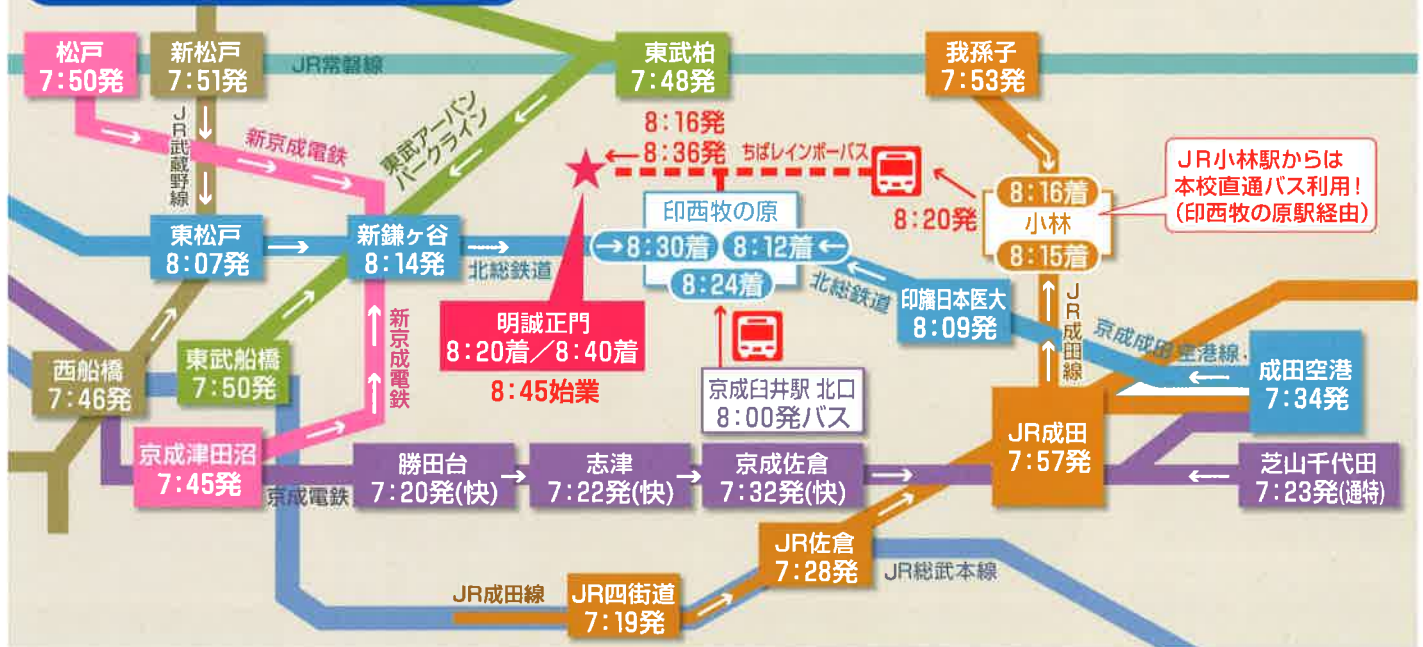 松戸
7:50発
新松戸
7:51発
JR常磐線
東武柏
7:48発
我孫子
7:53発
JR武蔵野線
新京成電鉄
東武アーバン
パークライン
8:16発
8:36発
ちばレインボーバス
8:20発
JR小林駅からは
本校直通バス利用!
(印西牧の原駅経由)
8:16着
小林
8:15着
東松戸
8:07発
新鎌ヶ谷
8:14発
北総鉄道
印西牧の原
8:30着
8:12着
8:24着
北総鉄道
印旛日本医大
8:09発
JR成田線
京成成田空港線
成田空港
7:34発
明誠正門
8:20着/8:40着
8:45始業
新京成電鉄
西船橋
7:46発
東武船橋
7:50発
京成臼井駅 北口
8:00発バス
JR成田
7:57発
京成津田沼
7:45発
京成電鉄
勝田台
7:20発(快)
志津
7:22発(快)
京成佐倉
7:32発(快)
芝山千代田
7:23発(通特)
JR佐倉
7:28発
JR総武本線
JR成田線
JR四街道
7:19発